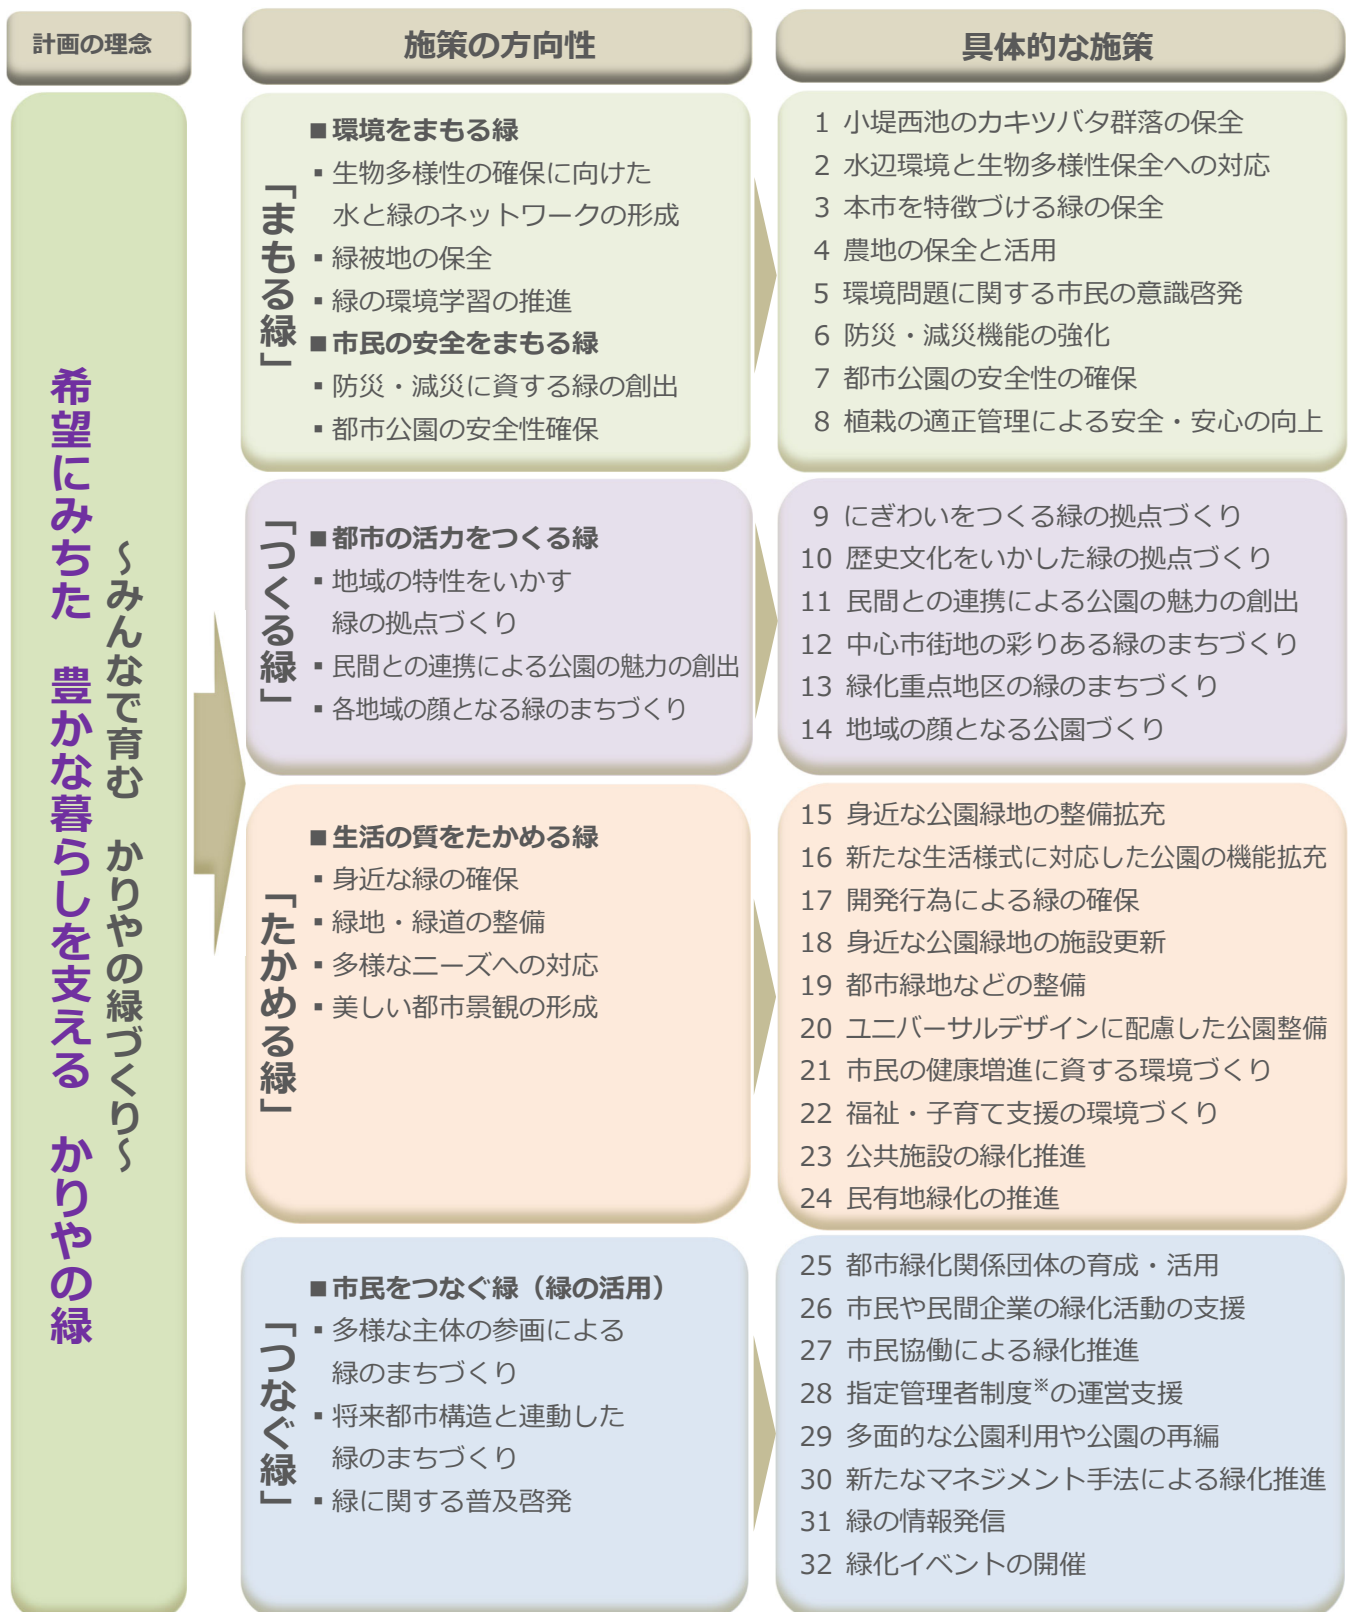 計画の理念
施策の方向性
具体的な施策
希望にみちた　豊かな暮らしを支える　かりやの緑
～みんなで育む　かりやの緑づくり～
「まもる緑」
■環境をまもる緑
▪生物多様性の確保に向けた
水と緑のネットワークの形成
▪緑被地の保全
▪緑の環境学習の推進
■市民の安全をまもる緑
▪防災・減災に資する緑の創出
▪都市公園の安全性確保
1 小堤西池のカキツバタ群落の保全
2 水辺環境と生物多様性保全への対応
3 本市を特徴づける緑の保全
4 農地の保全と活用
5 環境問題に関する市民の意識啓発
6 防災・減災機能の強化
7 都市公園の安全性の確保
8 植栽の適正管理による安全・安心の向上
「つくる緑」
■都市の活力をつくる緑
▪地域の特性をいかす
緑の拠点づくり
▪民間との連携による公園の魅力の創出
▪各地域の顔となる緑のまちづくり
9 にぎわいをつくる緑の拠点づくり
10 歴史文化をいかした緑の拠点づくり
11 民間との連携による公園の魅力の創出
12 中心市街地の彩りある緑のまちづくり
13 緑化重点地区の緑のまちづくり
14 地域の顔となる公園づくり
「たかめる緑」
■生活の質をたかめる緑
▪身近な緑の確保
▪緑地・緑道の整備
▪多様なニーズへの対応
▪美しい都市景観の形成
15 身近な公園緑地の整備拡充
16 新たな生活様式に対応した公園の機能拡充
17 開発行為による緑の確保
18 身近な公園緑地の施設更新
19 都市緑地などの整備
20 ユニバーサルデザインに配慮した公園整備
21 市民の健康増進に資する環境づくり
22 福祉・子育て支援の環境づくり
23 公共施設の緑化推進
24 民有地緑化の推進
「つなぐ緑」
■市民をつなぐ緑（緑の活用）
▪多様な主体の参画による
緑のまちづくり
▪将来都市構造と連動した
緑のまちづくり
▪緑に関する普及啓発
25 都市緑化関係団体の育成・活用
26 市民や民間企業の緑化活動の支援
27 市民協働による緑化推進
28 指定管理者制度※の運営支援
29 多面的な公園利用や公園の再編
30 新たなマネジメント手法による緑化推進
31 緑の情報発信
32 緑化イベントの開催